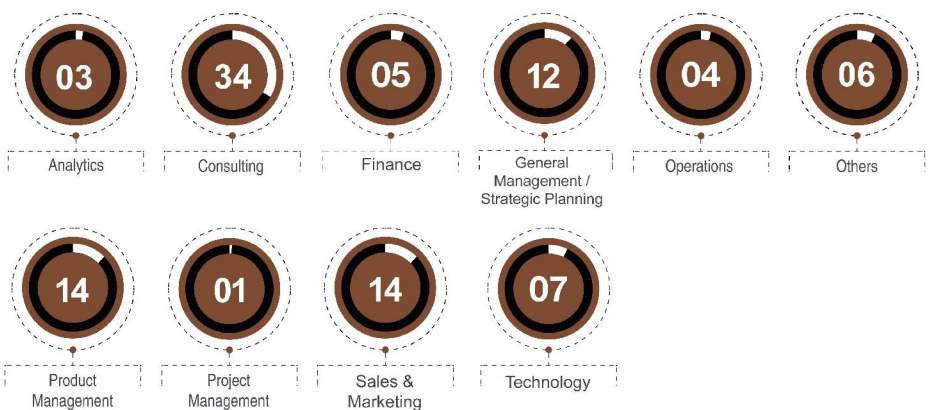 03
34
05
12
04
06
Analytics
Consulting
Finance
General
Management /
Strategic Planning
Operations
Others
14
01
14
07
Product
Management
Project
Management
Sales &
Marketing
Technology